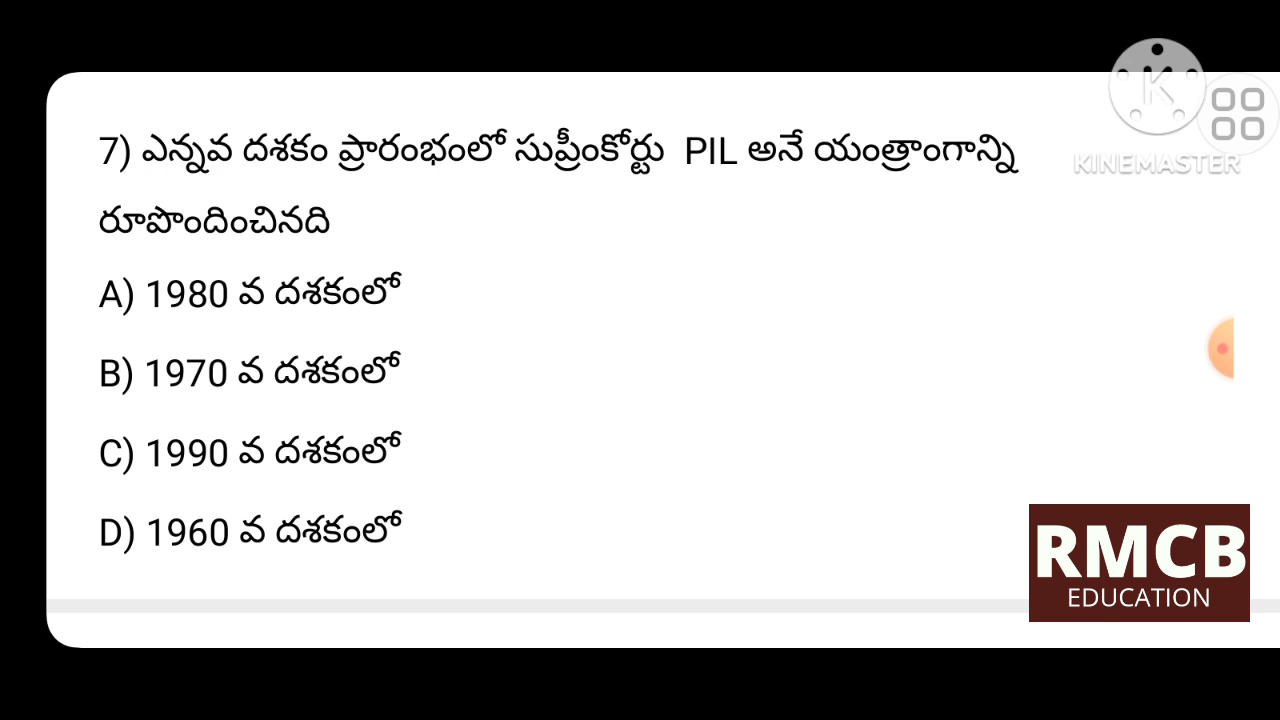 7) ఎన్నవ దశకం ప్రారంభంలో సుప్రీంకోర్టు PIL అనే యంత్రాంగాన్ని
రూపొందించినది
A) 1980 వ దశకంలో
B) 1970 వ దశకంలో
C) 1990 వ దశకంలో
D) 1960 వ దశకంలో
K
KINEMASTER
RMCB
EDUCATION